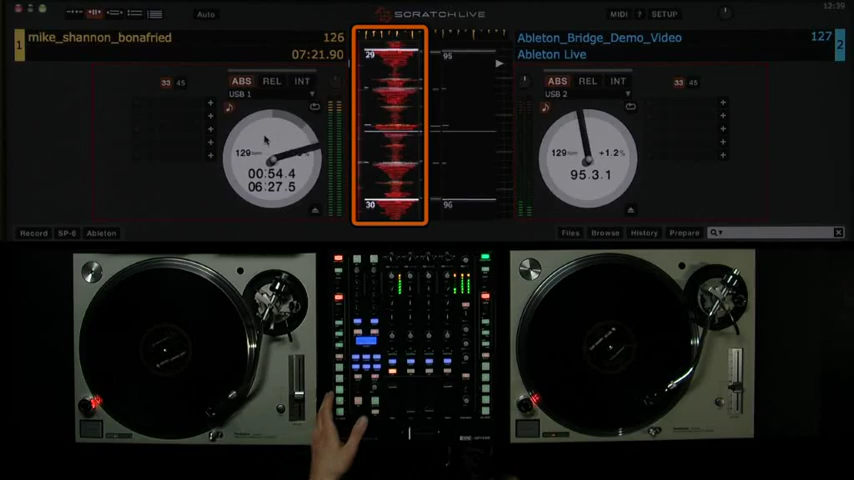 12:39
Auto
SCRATCHLIVE
MIDI ? SETUP
1
mike_shannon_bonafried
126
07:21.90
Ableton_Bridge_Demo_Video
127
Ableton Live
2
33 45
ABS REL INT
USB 1
129
00:54.4
06:27.5
29
30
95
96
ABS REL INT
USB 2
33 45
129 +1.2%
95.3.1
Record SP-6 Ableton
Files Browse History Prepare